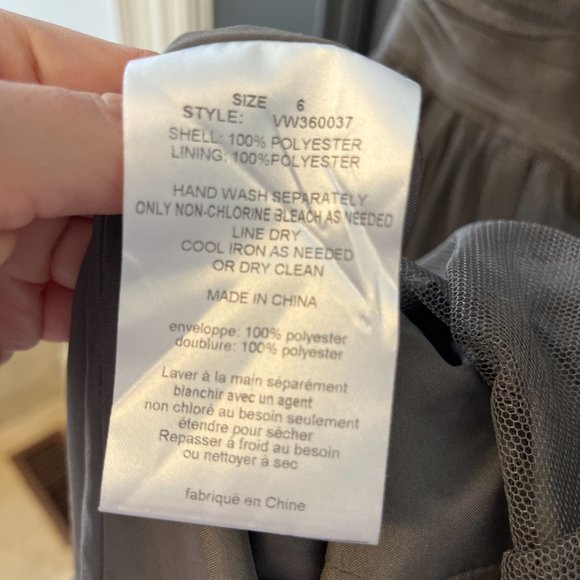 SIZE 6
STYLE: VW360037
SHELL: 100% POLYESTER
LINING: 100%POLYESTER
HAND WASH SEPARATELY
ONLY NON-CHLORINE BLEACH AS NEEDED
LINE DRY
COOL IRON AS NEEDED
OR DRY CLEAN
MADE IN CHINA
enveloppe: 100% polyester
doublure: 100% polyester
Laver à la main séparément
blanchir avec un agent
non chloré au besoin seulement
étendre pour sécher
Repasser à froid au besoin
ou nettoyer à sec
fabriqué en Chine